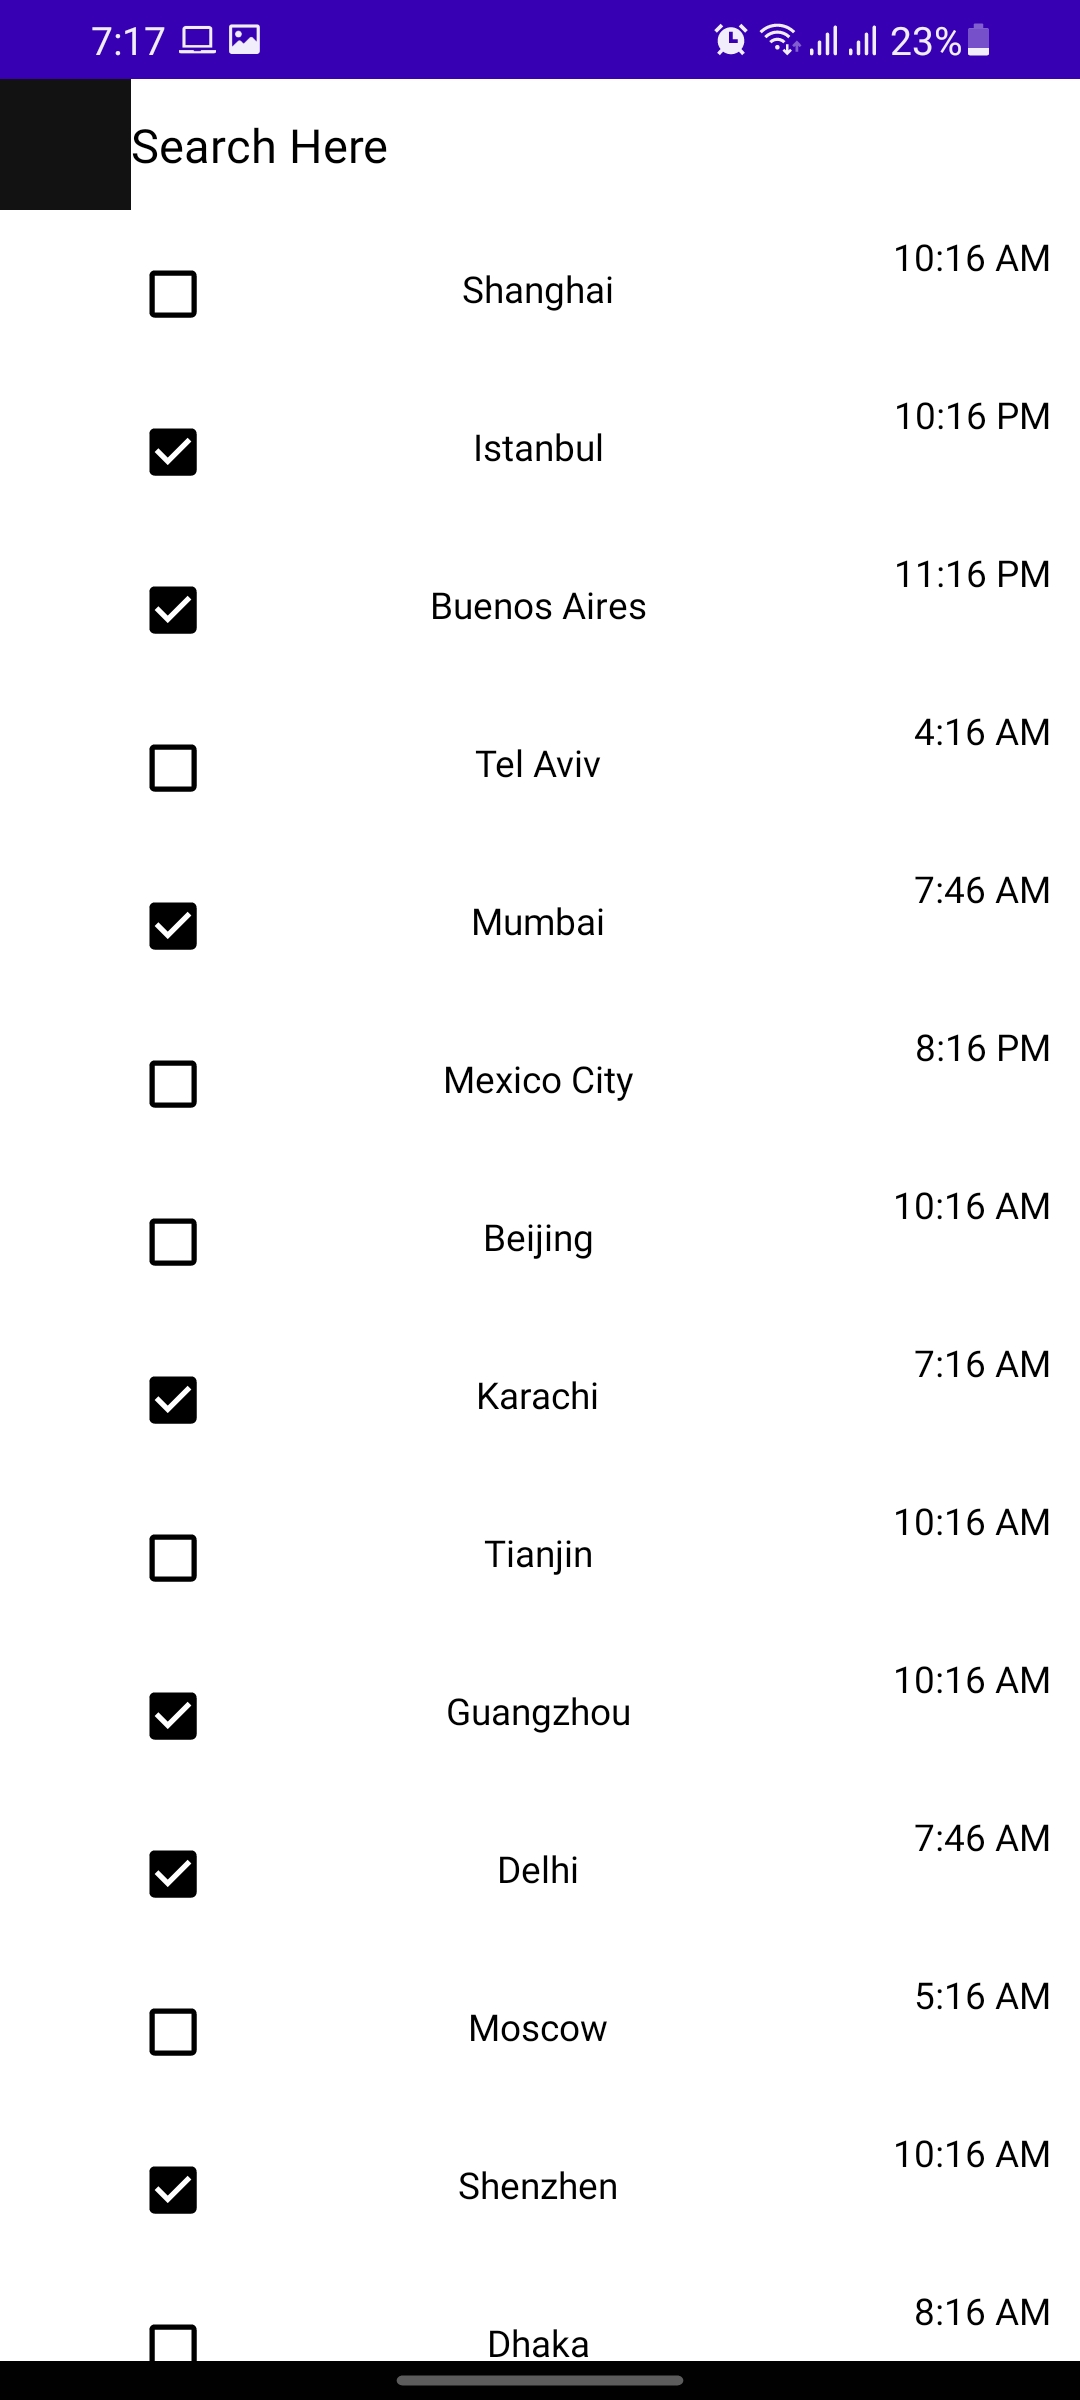 7:17 23%
Search Here
10:16 AM
Shanghai
10:16 PM
Istanbul
11:16 PM
Buenos Aires
4:16 AM
Tel Aviv
7:46 AM
Mumbai
8:16 PM
Mexico City
10:16 AM
Beijing
7:16 AM
Karachi
10:16 AM
Tianjin
10:16 AM
Guangzhou
7:46 AM
Delhi
5:16 AM
Moscow
10:16 AM
Shenzhen
8:16 AM
Dhaka